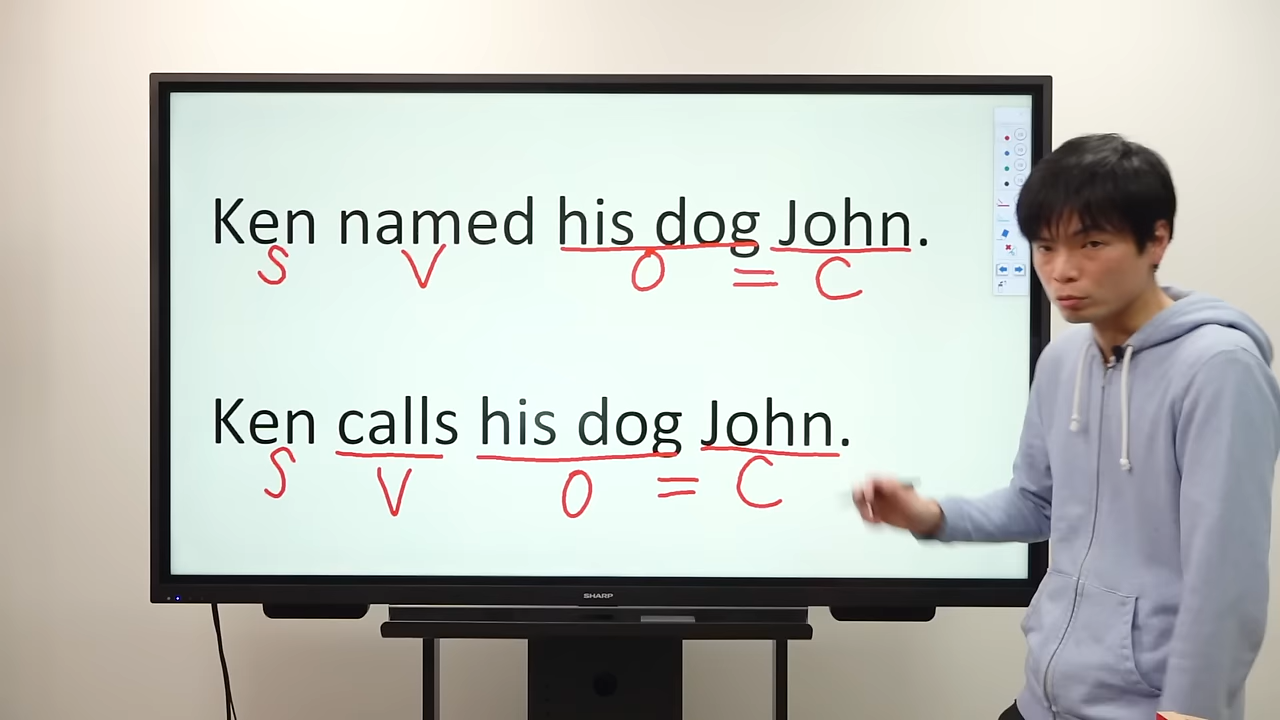 Ken named his dog John.
S V O = C
Ken calls his dog John.
S V O = C
SHARP